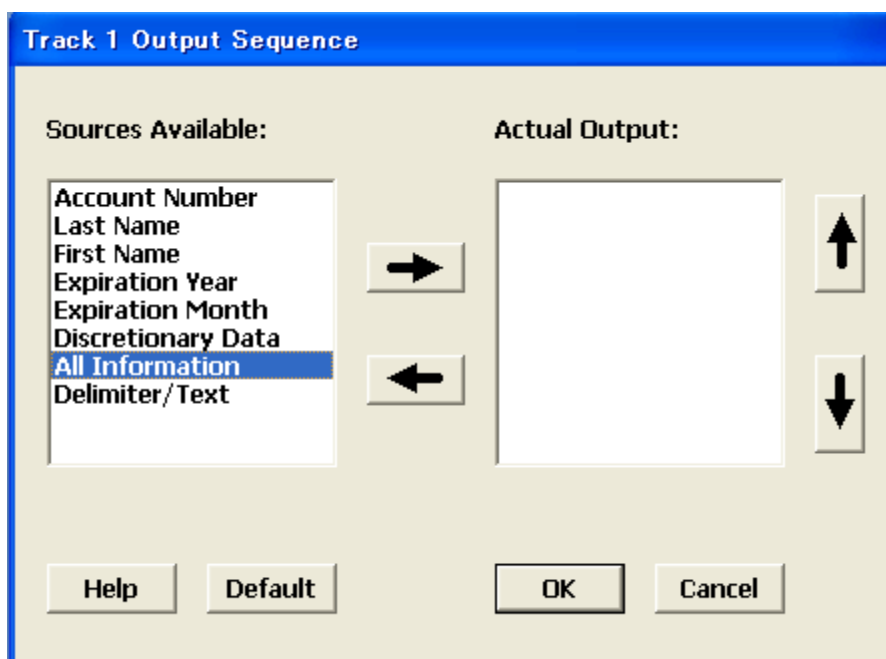 Track 1 Output Sequence
Sources Available:
Actual Output:
Account Number
Last Name
First Name
Expiration Year
Expiration Month
Discretionary Data
All Information
Delimiter/Text
Help
Default
OK
Cancel